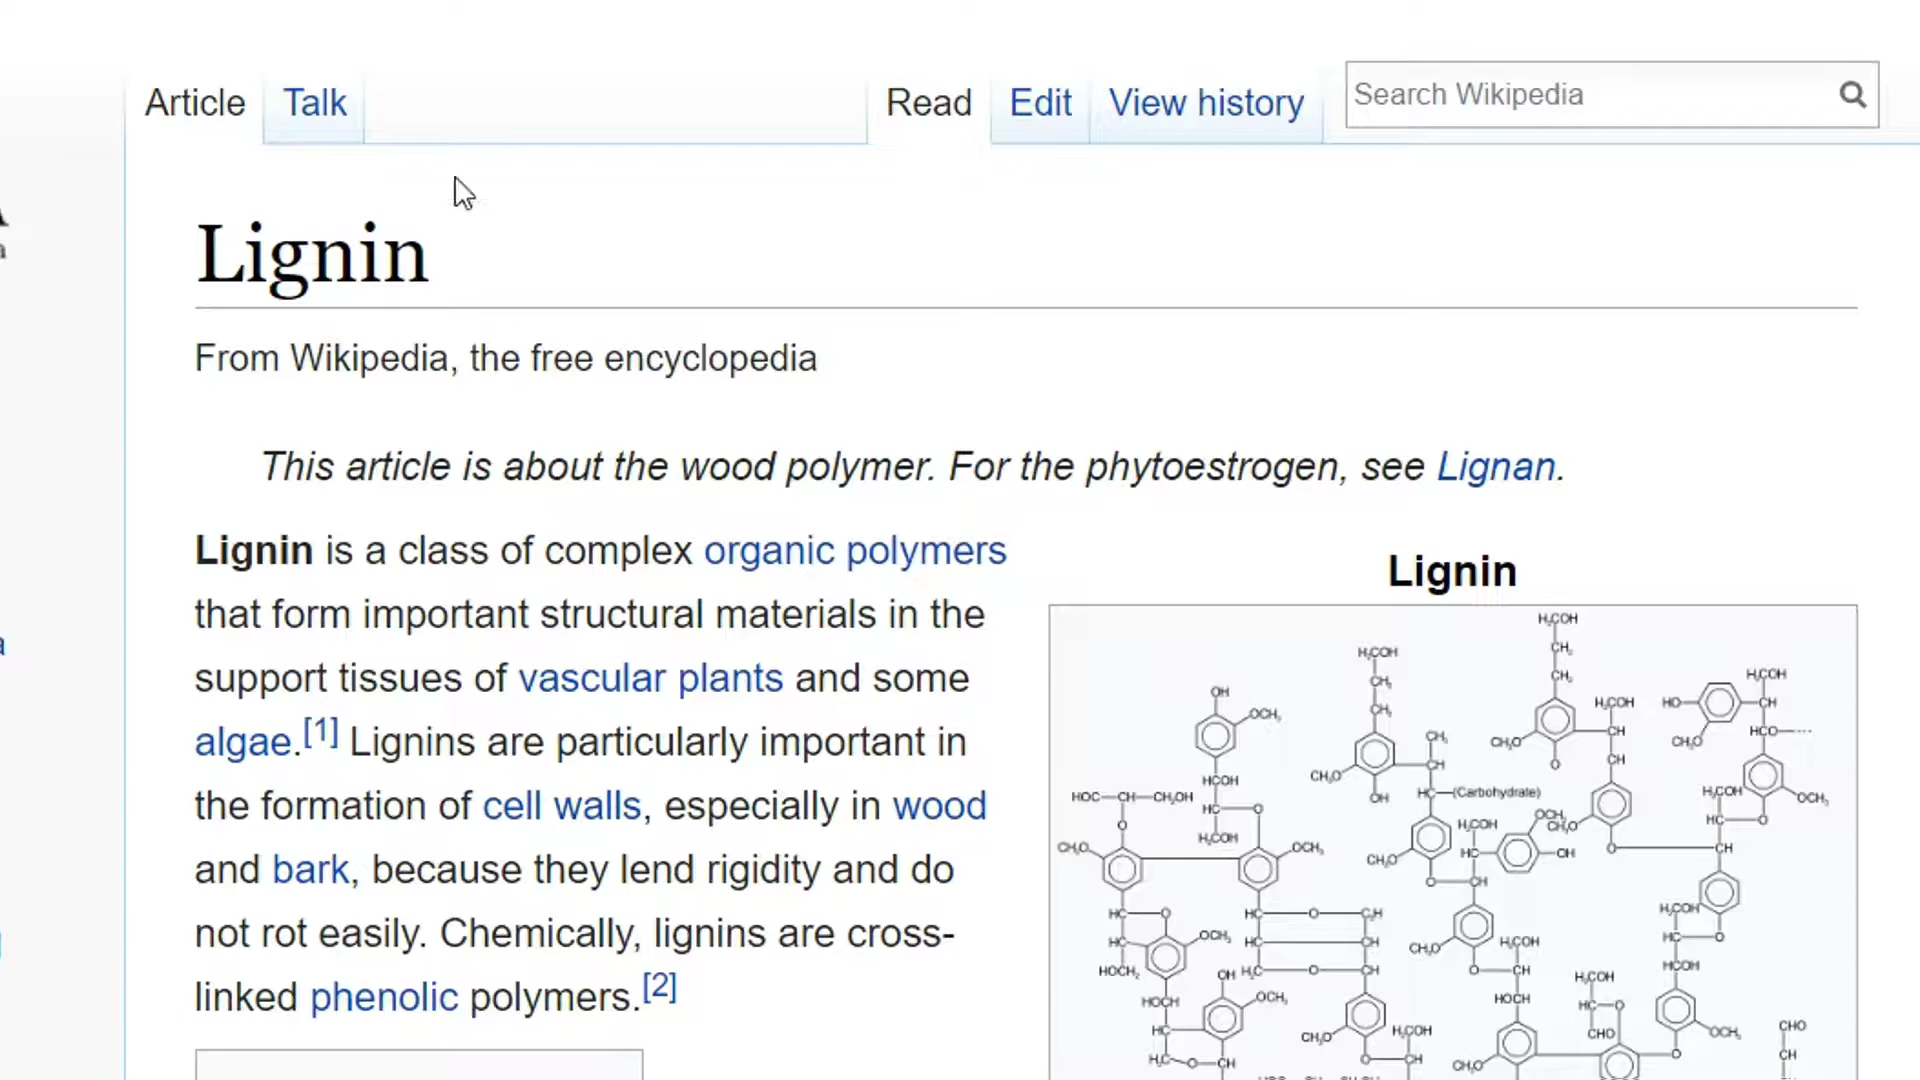 Article Talk Read Edit View history Search Wikipedia
Lignin
From Wikipedia, the free encyclopedia
This article is about the wood polymer. For the phytoestrogen, see Lignan.
Lignin is a class of complex organic polymers
that form important structural materials in the
support tissues of vascular plants and some
algae.[1] Lignins are particularly important in
the formation of cell walls, especially in wood
and bark, because they lend rigidity and do
not rot easily. Chemically, lignins are cross-
linked phenolic polymers.[2]
Lignin
(Carbohydrate)